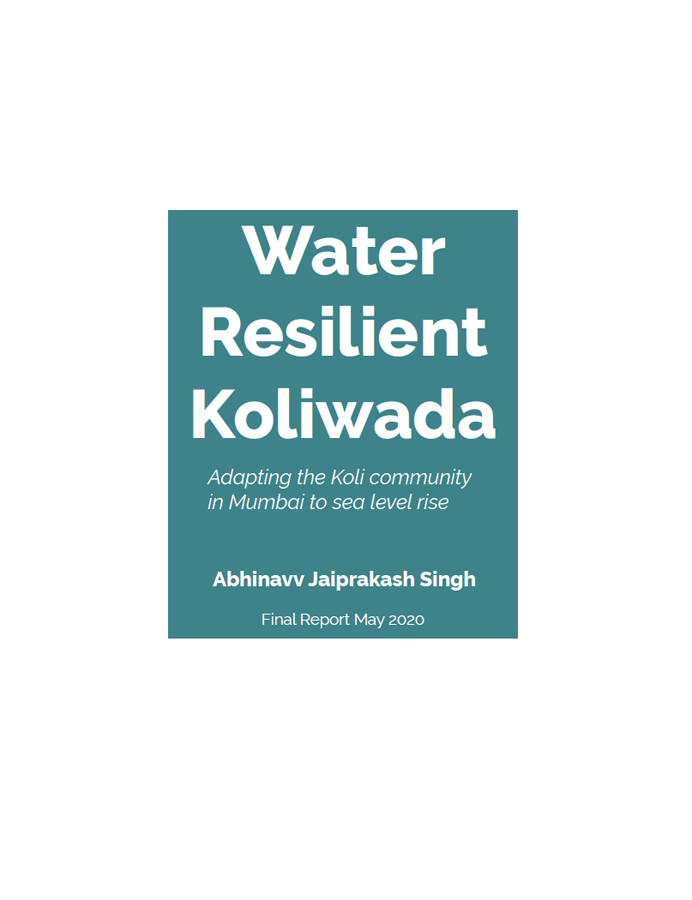 Water
Resilient
Koliwada
Adapting the Koli community
in Mumbai to sea level rise
Abhinavv Jaiprakash Singh
Final Report May 2020